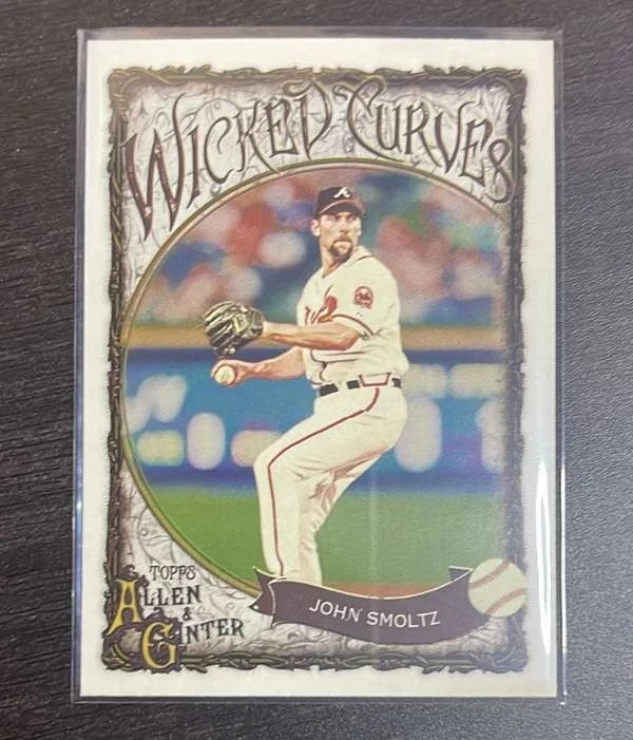 WICKED CURVES
A
TOPPS
ALLEN
&
GINTER
JOHN SMOLTZ